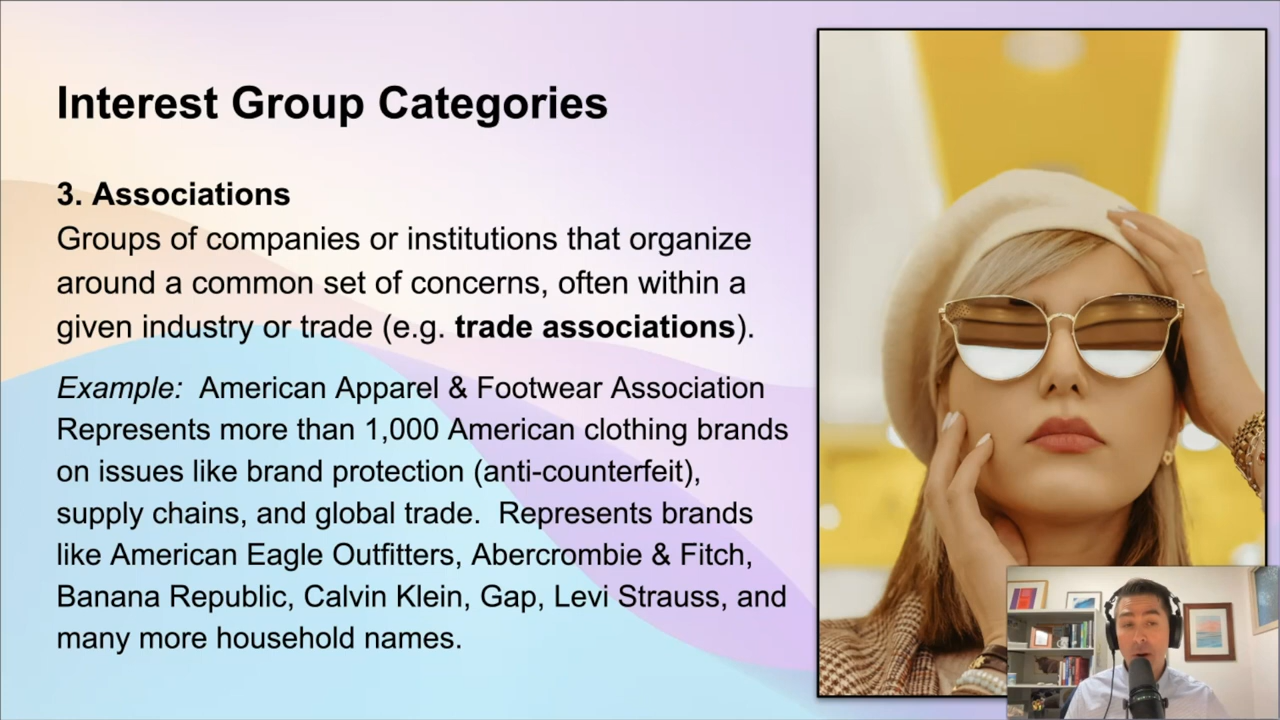 Interest Group Categories
3. Associations
Groups of companies or institutions that organize
around a common set of concerns, often within a
given industry or trade (e.g. trade associations).
Example:  American Apparel & Footwear Association
Represents more than 1,000 American clothing brands
on issues like brand protection (anti-counterfeit),
supply chains, and global trade.  Represents brands
like American Eagle Outfitters, Abercrombie & Fitch,
Banana Republic, Calvin Klein, Gap, Levi Strauss, and
many more household names.